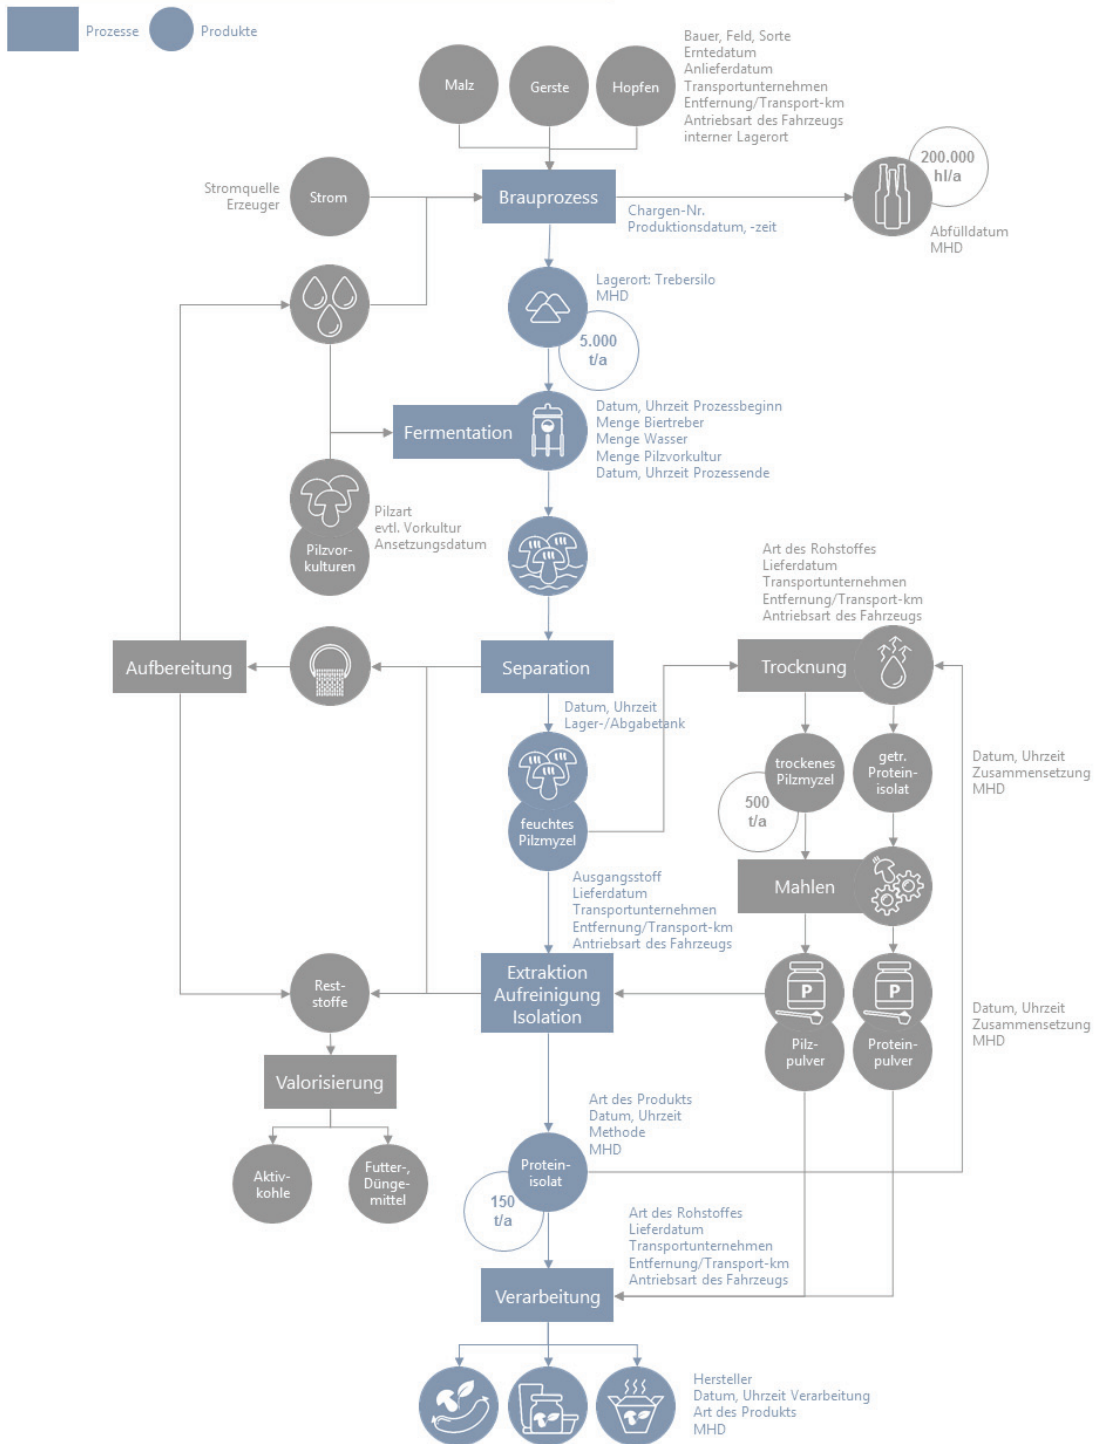 Prozesse
Produkte
Malz
Gerste
Hopfen
Bauer, Feld, Sorte
Erntedatum
Anlieferdatum
Transportunternehmen
Entfernung/Transport-km
Antriebsart des Fahrzeugs
interner Lagerort
200.000
hl/a
Stromquelle
Erzeuger
Strom
Brauprozess
Chargen-Nr.
Produktionsdatum, -zeit
Abfülldatum
MHD
Lagerort: Trebersilo
MHD
5.000
t/a
Fermentation
Datum, Uhrzeit Prozessbeginn
Menge Biertreber
Menge Wasser
Menge Pilzvorkultur
Datum, Uhrzeit Prozessende
Pilzart
evtl. Vorkultur
Ansetzungsdatum
Pilzvor-
kulturen
Art des Rohstoffes
Lieferdatum
Transportunternehmen
Entfernung/Transport-km
Antriebsart des Fahrzeugs
Aufbereitung
Separation
Trocknung
Datum, Uhrzeit
Lager-/Abgabetank
trockenes
Pilzmyzel
getr.
Protein-
isolat
Datum, Uhrzeit
Zusammensetzung
MHD
500
t/a
feuchtes
Pilzmyzel
Mahlen
Ausgangsstoff
Lieferdatum
Transportunternehmen
Entfernung/Transport-km
Antriebsart des Fahrzeugs
Rest-
stoffe
Extraktion
Aufreinigung
Isolation
P
P
Pilz-
pulver
Protein-
pulver
Datum, Uhrzeit
Zusammensetzung
MHD
Valorisierung
Art des Produkts
Datum, Uhrzeit
Methode
MHD
Aktiv-
kohle
Futter-,
Dünge-
mittel
Protein-
isolat
150
t/a
Art des Rohstoffes
Lieferdatum
Transportunternehmen
Entfernung/Transport-km
Antriebsart des Fahrzeugs
Verarbeitung
Hersteller
Datum, Uhrzeit Verarbeitung
Art des Produkts
MHD